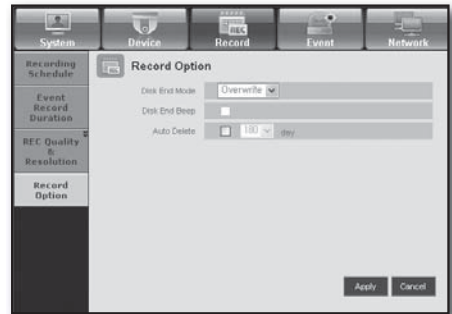 System
Device
Record
Event
Network
REC
Recording
Schedule
Event
Record
Duration
REC Quality
&
Resolution
Record
Option
Record Option
Disk End Mode
Overwrite
Disk End Beep
Auto Delete
180
day
Apply
Cancel